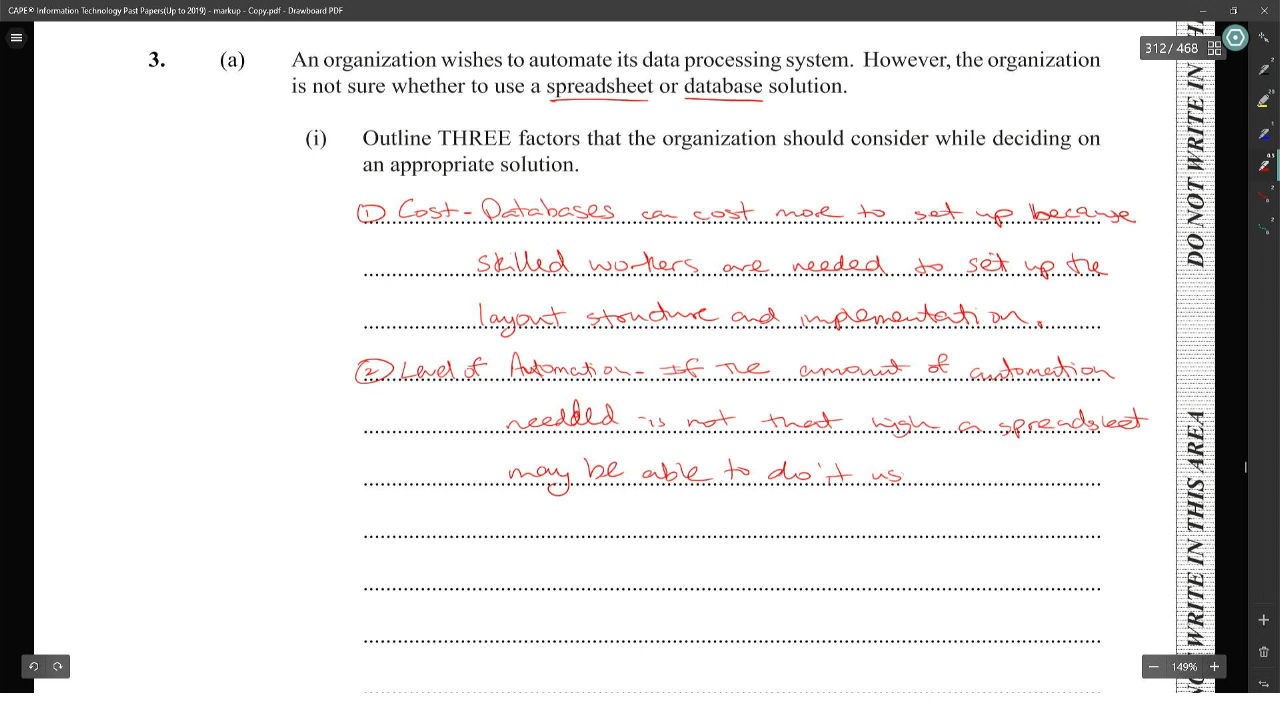 CAPE® Information Technology Past Papers(Up to 2019) - markup - Copy.pdf - Drawboard PDF
312/ 468
3. (a) An organization wishes to automate its data processing system. However, the organization
is not sure whether to use a spreadsheet or database solution.
(i) Outline THREE factors that the organization should consider while deciding on
an appropriate solution.
① Cost - Databases can cost more to set up because
skilled workers are needed to set up the
structure and implementation.
② Level of Automation - If the amount of automation
needed is not that high a spreadsheet
may be able to do it us
DO NOT WRITE IN
WRITE IN THIS AREA
149%